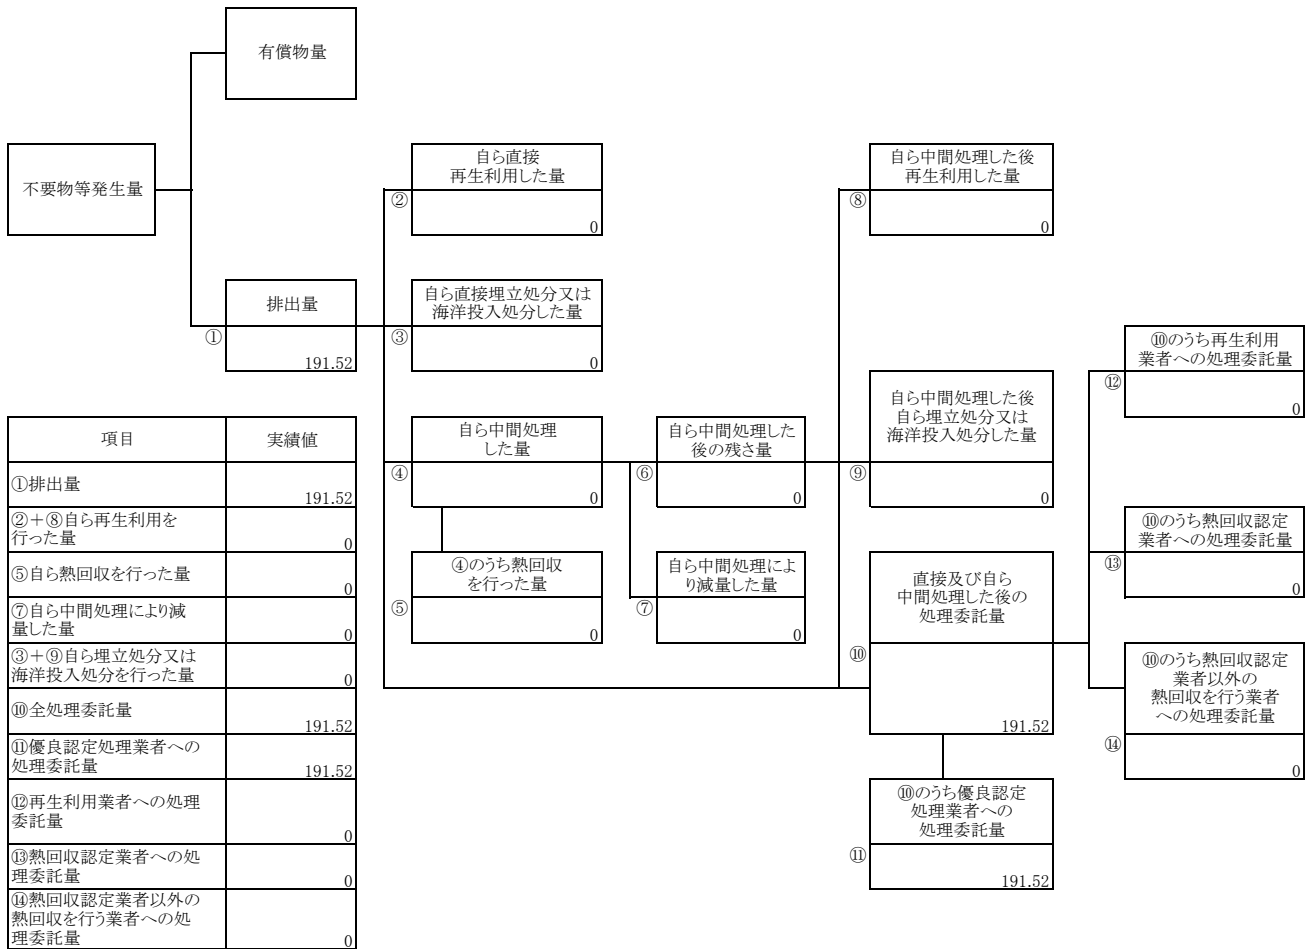 有償物量
不要物等発生量
自ら直接
再生利用した量
②
0
自ら中間処理した後
再生利用した量
⑧
0
排出量
①
191.52
自ら直接埋立処分又は
海洋投入処分した量
③
0
⑩のうち再生利用
業者への処理委託量
⑫
0
自ら中間処理
した量
④
0
自ら中間処理した
後の残さ量
⑥
0
自ら中間処理した後
自ら埋立処分又は
海洋投入処分した量
⑨
0
⑩のうち熱回収認定
業者への処理委託量
⑬
0
④のうち熱回収
を行った量
⑤
0
自ら中間処理によ
り減量した量
⑦
0
直接及び自ら
中間処理した後の
処理委託量
⑩
191.52
⑩のうち熱回収認定
業者以外の
熱回収を行う業者
への処理委託量
⑭
0
⑩のうち優良認定
処理業者への
処理委託量
⑪
191.52
項目 実績値
①排出量 191.52
②＋⑧自ら再生利用を
行った量 0
⑤自ら熱回収を行った量 0
⑦自ら中間処理により減
量した量 0
③＋⑨自ら埋立処分又は
海洋投入処分を行った量 0
⑩全処理委託量 191.52
⑪優良認定処理業者への
処理委託量 191.52
⑫再生利用業者への処理
委託量 0
⑬熱回収認定業者への処
理委託量 0
⑭熱回収認定業者以外の
熱回収を行う業者への処
理委託量 0